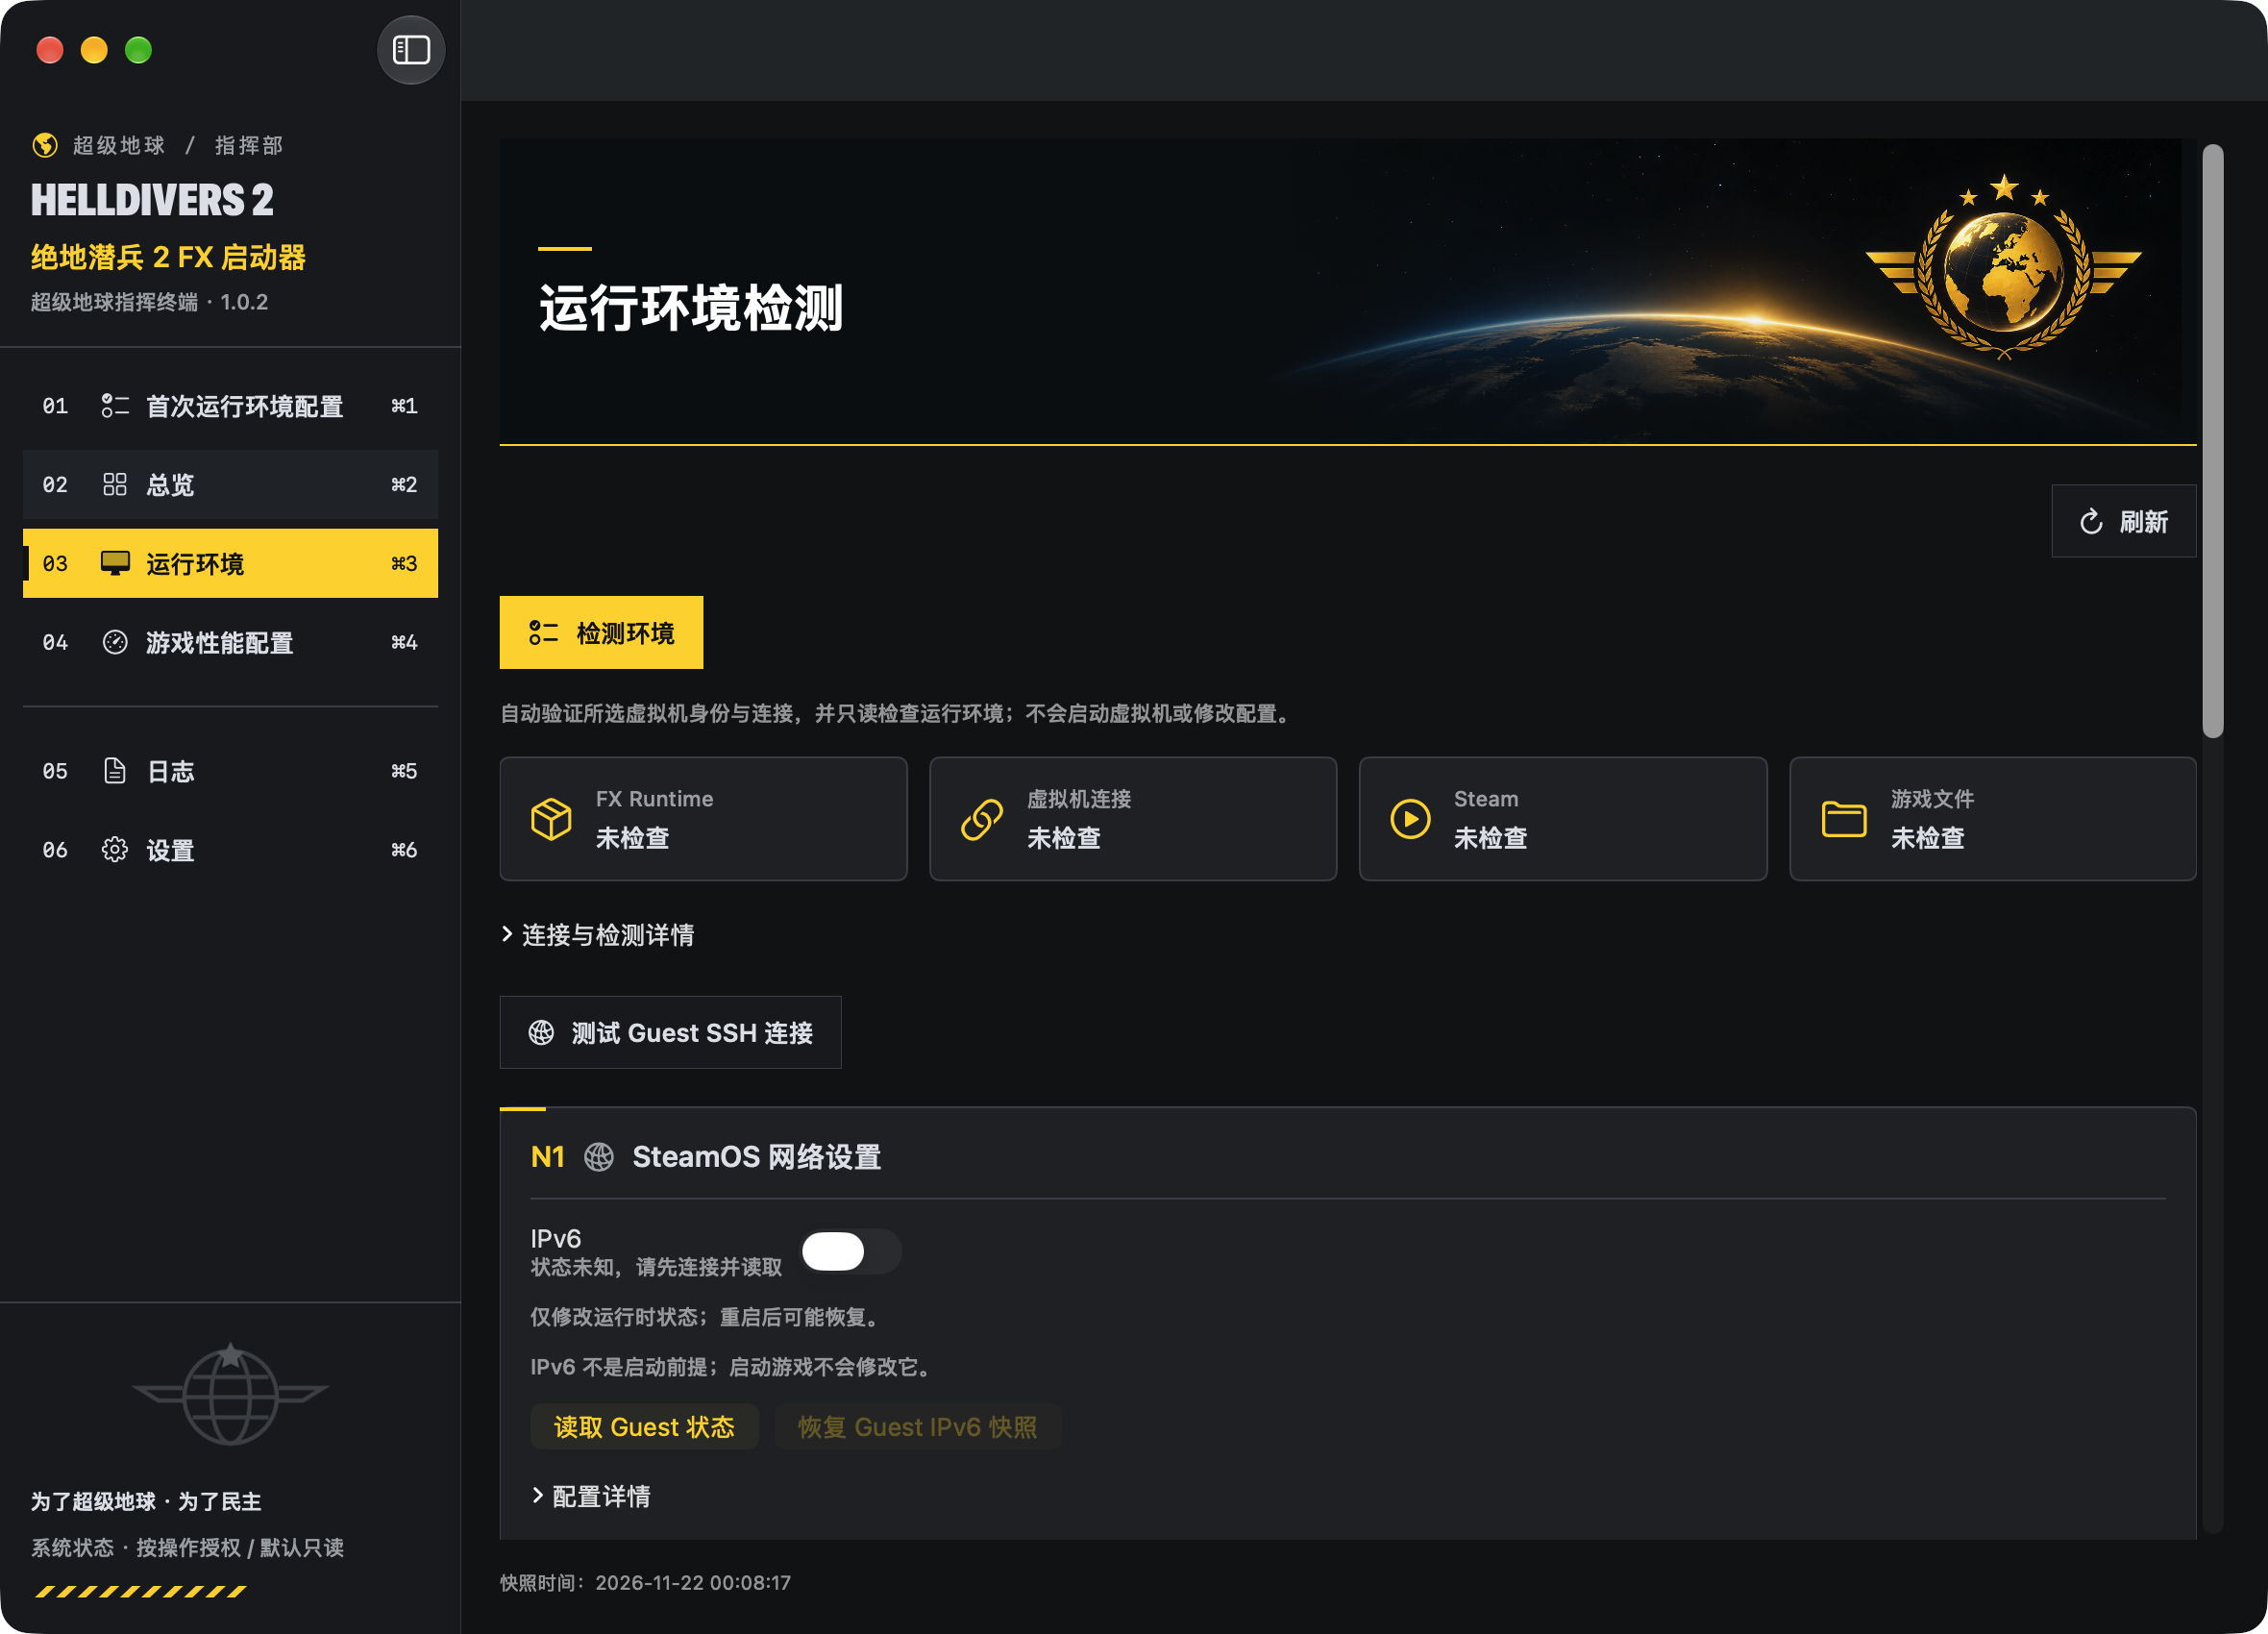 超级地球 / 指挥部
HELLDIVERS 2
绝地潜兵 2 FX 启动器
超级地球指挥终端 · 1.0.2
01 首次运行环境配置 ⌘1
02 总览 ⌘2
03 运行环境 ⌘3
04 游戏性能配置 ⌘4
05 日志 ⌘5
06 设置 ⌘6
为了超级地球 · 为了民主
系统状态 · 按操作授权 / 默认只读
运行环境检测
刷新
检测环境
自动验证所选虚拟机身份与连接，并只读检查运行环境；不会启动虚拟机或修改配置。
FX Runtime
未检查
虚拟机连接
未检查
Steam
未检查
游戏文件
未检查
连接与检测详情
测试 Guest SSH 连接
N1 SteamOS 网络设置
IPv6
状态未知，请先连接并读取
仅修改运行时状态；重启后可能恢复。
IPv6 不是启动前提；启动游戏不会修改它。
读取 Guest 状态 恢复 Guest IPv6 快照
配置详情
快照时间：2026-11-22 00:08:17